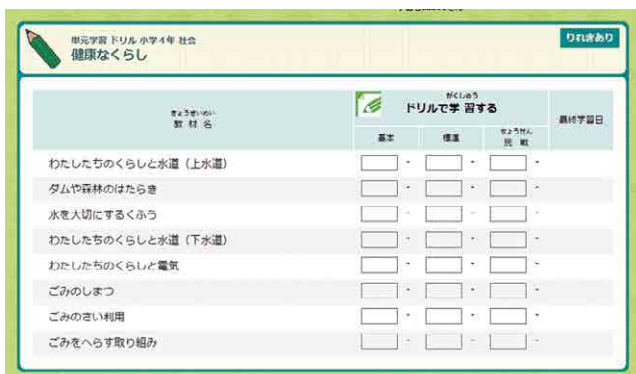 単元学習 ドリル 小学4年 社会
健康なくらし
りれきあり
きょうざいめい
教材名
がくしゅう
ドリルで学習する
最終学習日
基本
標準
ちょうせん
挑戦
わたしたちのくらしと水道（上水道）
ダムや森林のはたらき
水を大切にするくふう
わたしたちのくらしと水道（下水道）
わたしたちのくらしと電気
ごみのしまつ
ごみのさい利用
ごみをへらす取り組み